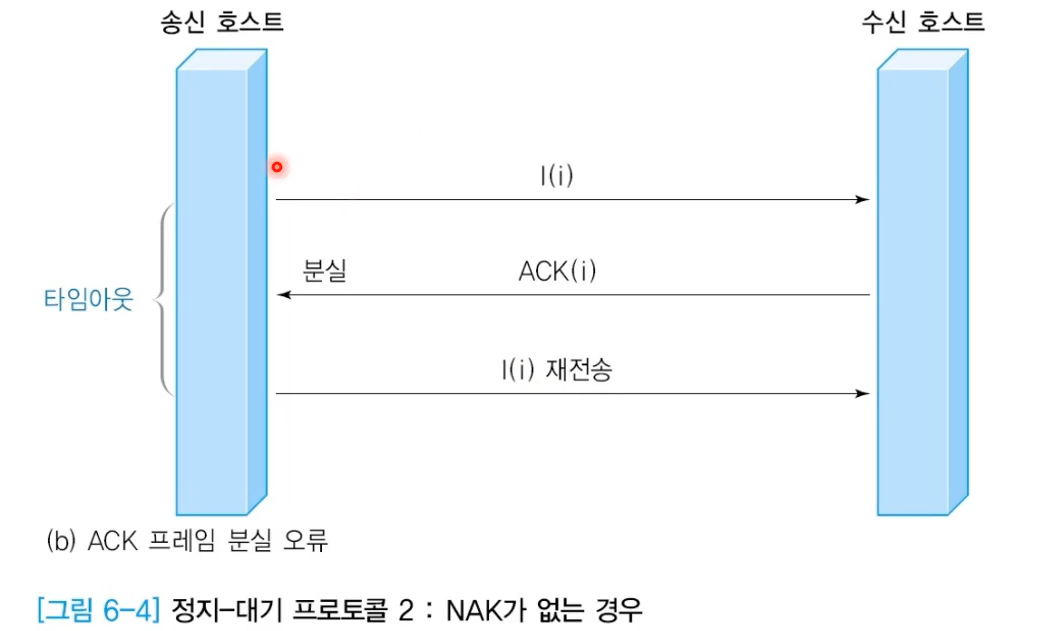 송신 호스트
수신 호스트
I(i)
분실
ACK(i)
타임아웃
I(i) 재전송
(b) ACK 프레임 분실 오류
[그림 6-4] 정지-대기 프로토콜 2 : NAK가 없는 경우